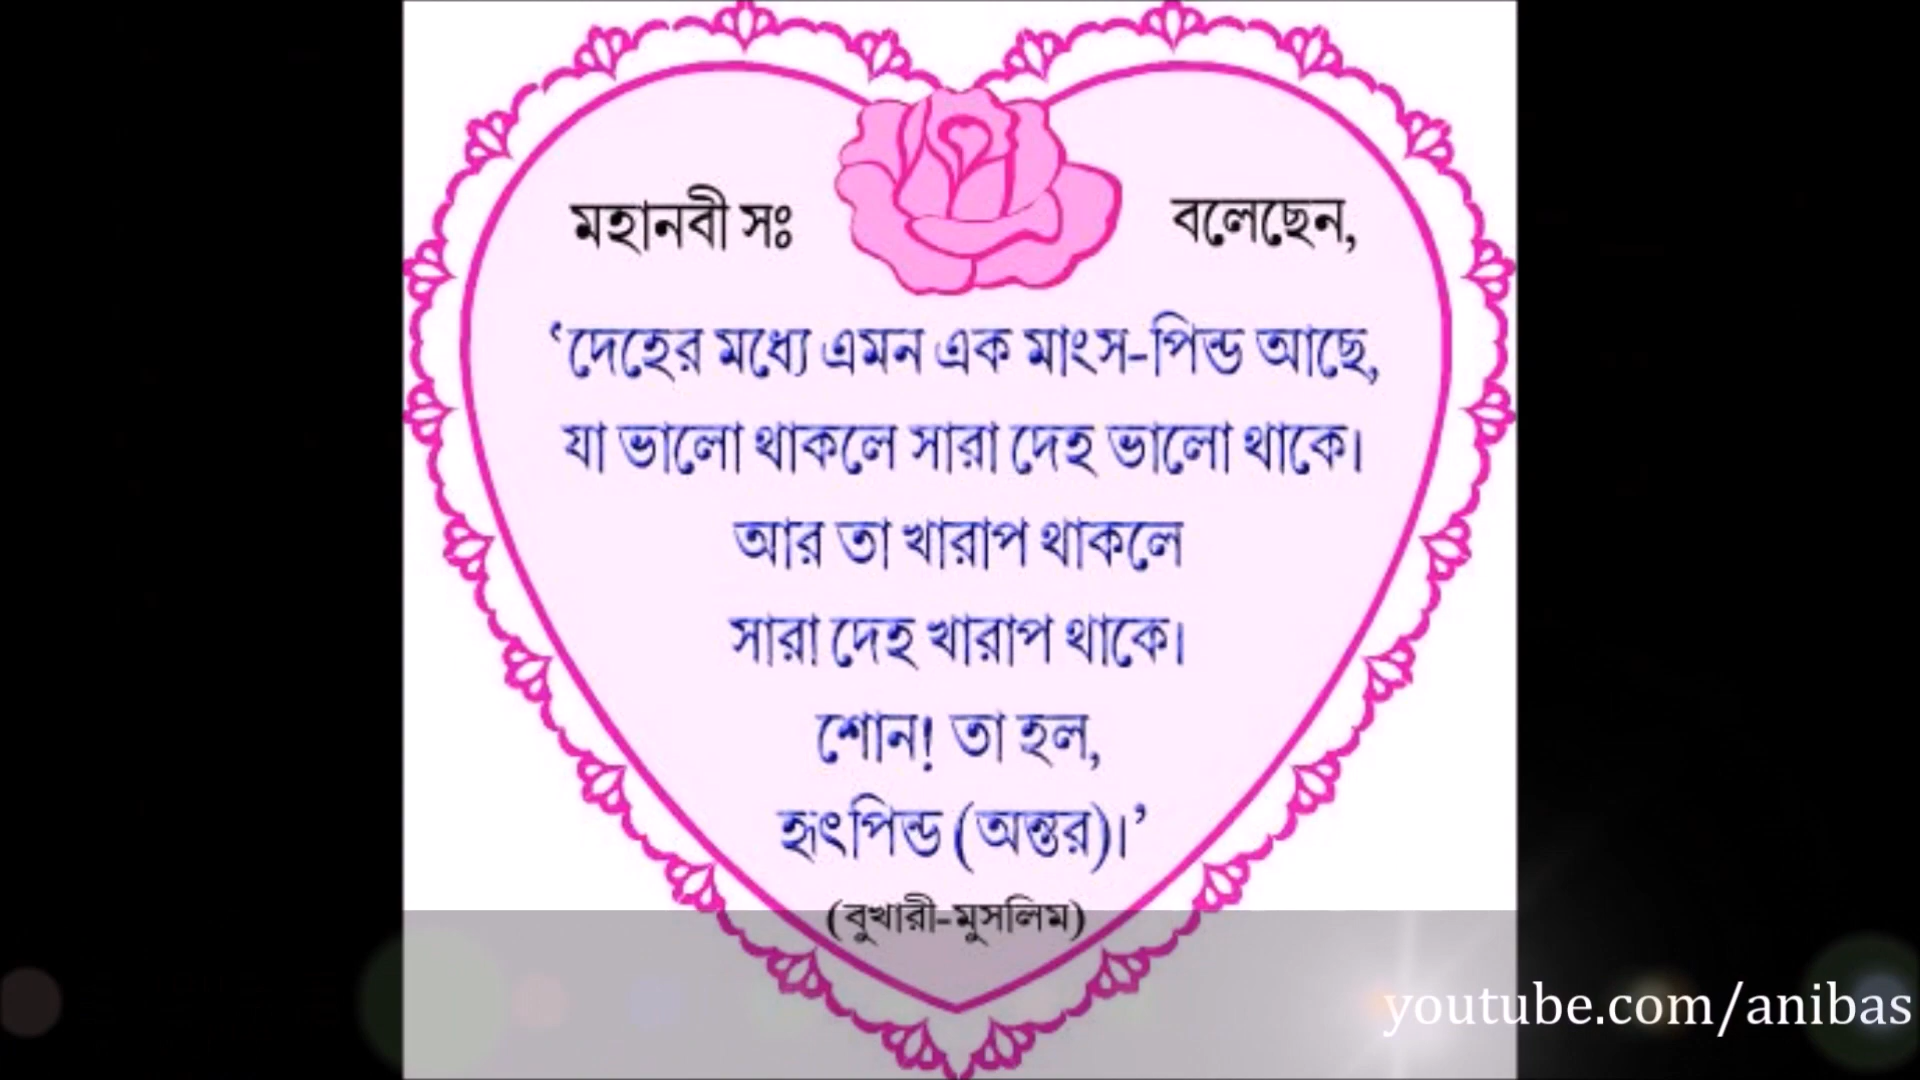 মহানবী সঃ বলেছেন,
‘দেহের মধ্যে এমন এক মাংস-পিন্ড আছে,
যা ভালো থাকলে সারা দেহ ভালো থাকে।
আর তা খারাপ থাকলে
সারা দেহ খারাপ থাকে।
শোন! তা হল,
হৃৎপিন্ড (অন্তর)।’
(বুখারী-মুসলিম)
youtube.com/anibas